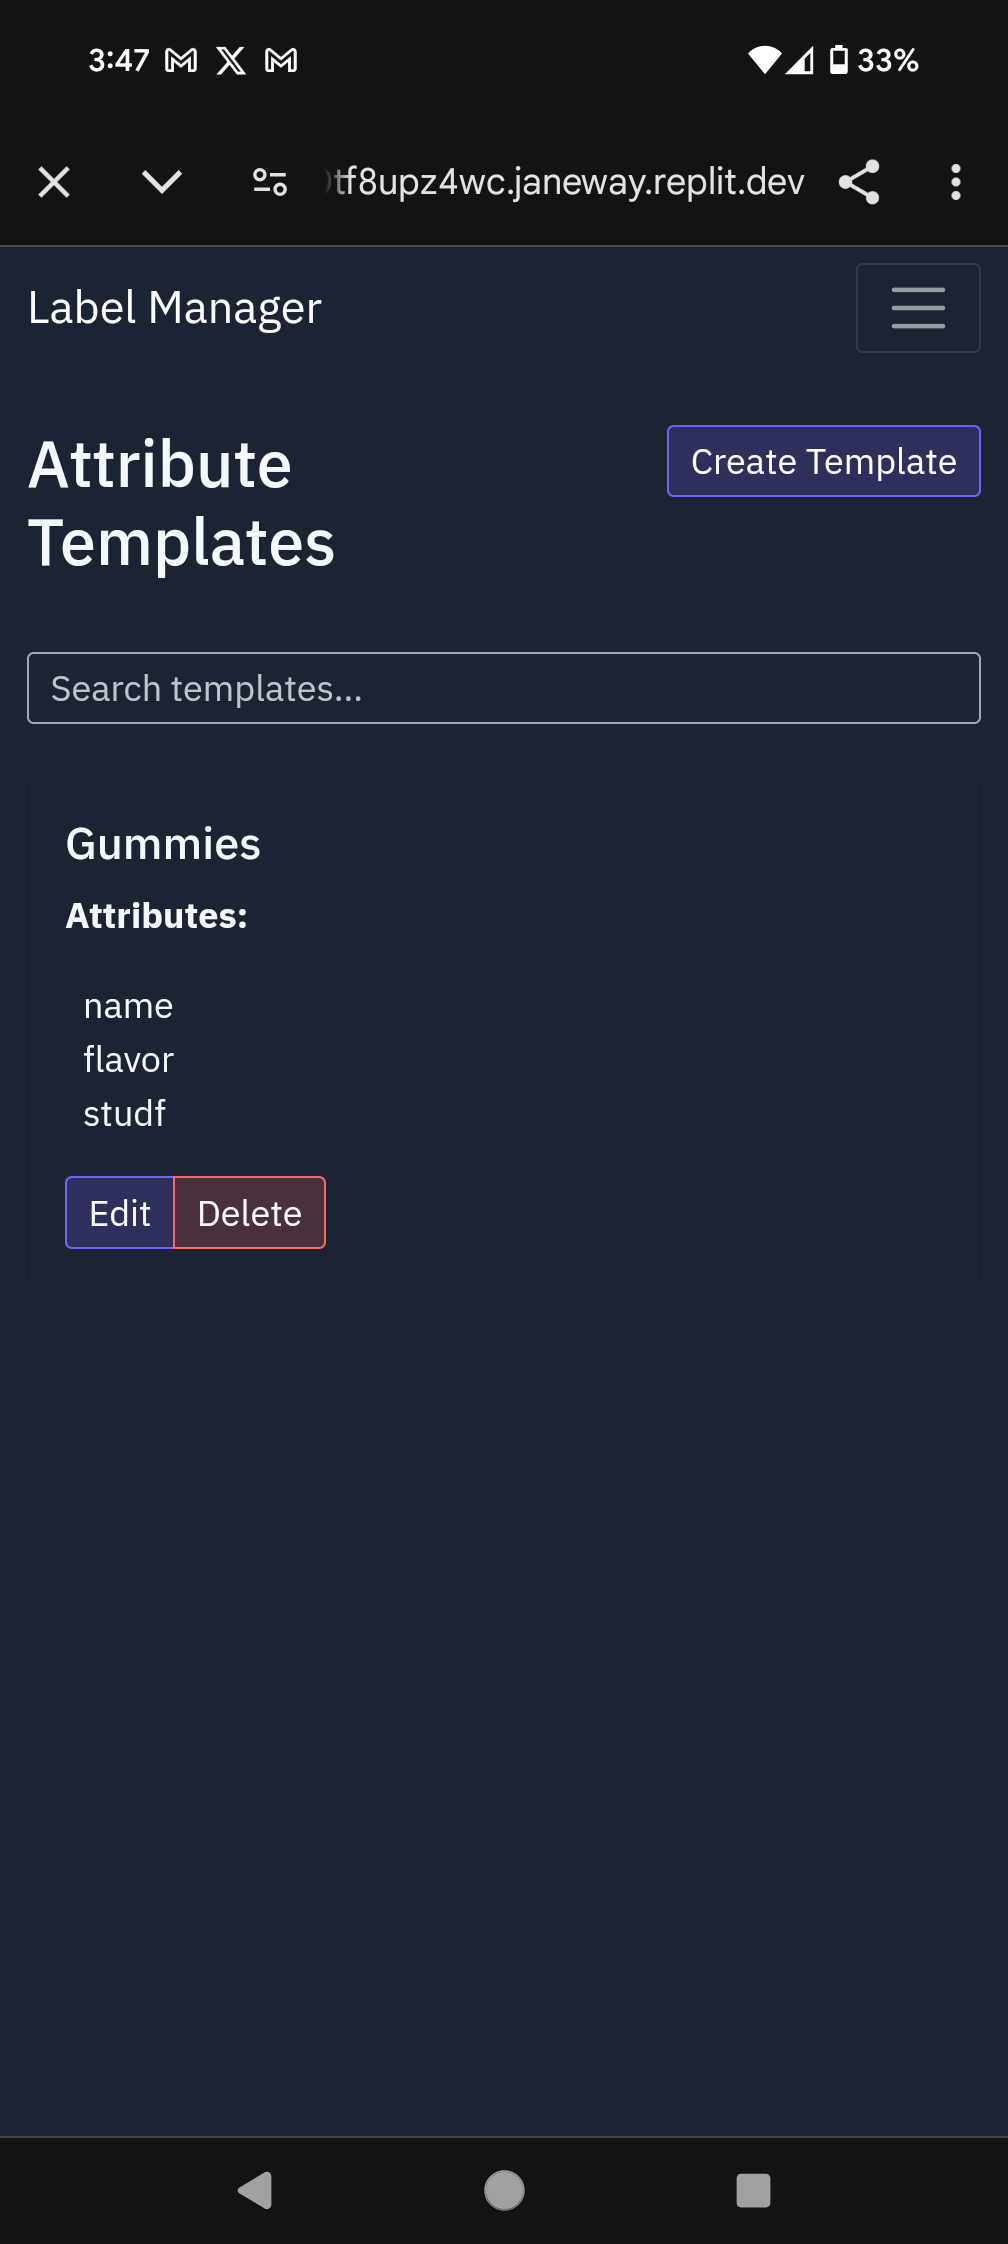 3:47 33%
tf8upz4wc.janeway.replit.dev
Label Manager
Attribute
Templates
Create Template
Search templates...
Gummies
Attributes:
name
flavor
studf
Edit Delete